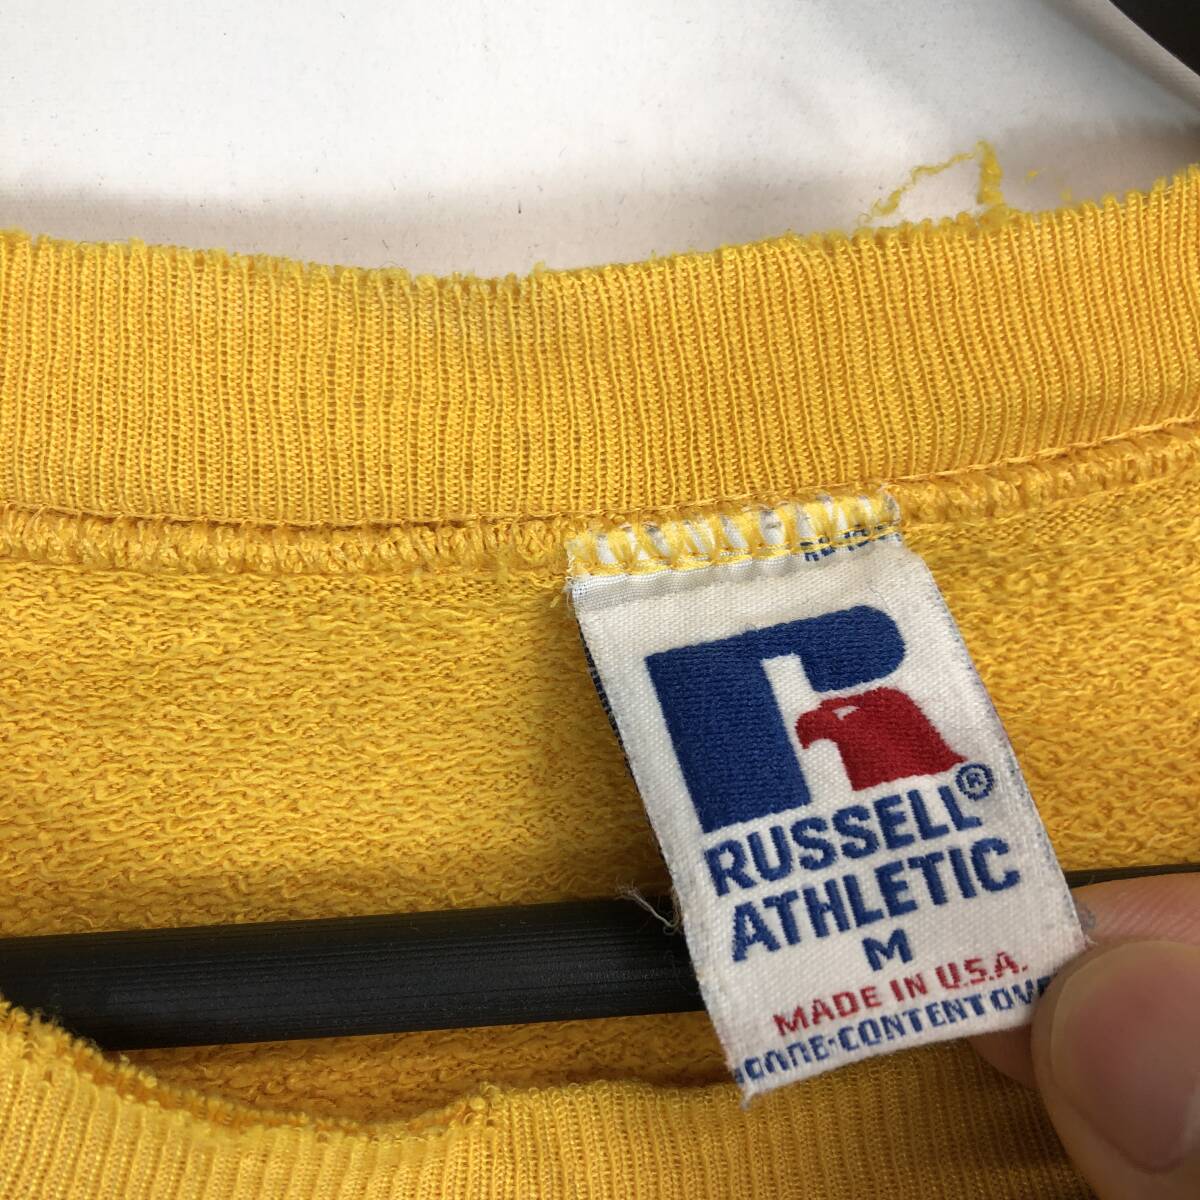 R
RUSSELL®
ATHLETIC
M
MADE IN U.S.A.